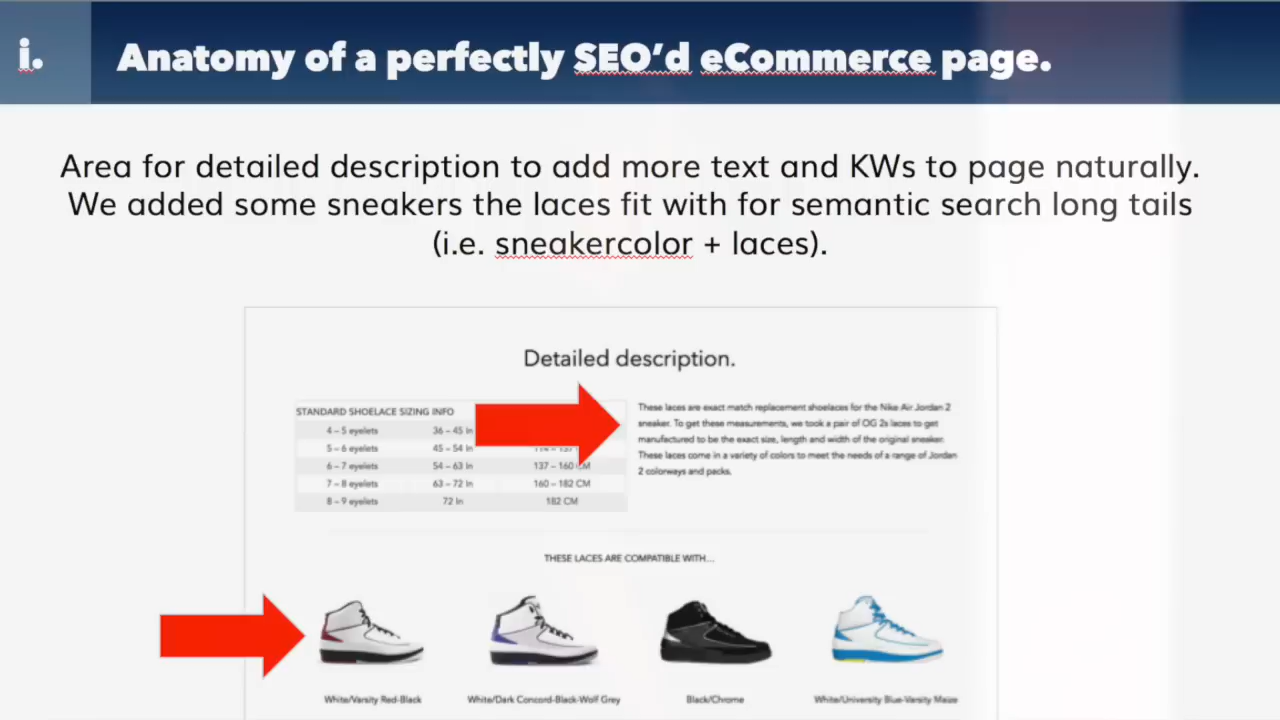 i.
Anatomy of a perfectly SEO'd eCommerce page.
Area for detailed description to add more text and KWs to page naturally.
We added some sneakers the laces fit with for semantic search long tails
(i.e. sneakercolor + laces).
Detailed description.
STANDARD SHOELACE SIZING INFO
4 – 5 eyelets 36 – 45 In
5 – 6 eyelets 45 – 54 In
6 – 7 eyelets 54 – 63 In 137 – 160 CM
7 – 8 eyelets 63 – 72 In 160 – 182 CM
8 – 9 eyelets 72 In 182 CM
These laces are exact match replacement shoelaces for the Nike Air Jordan 2
sneaker. To get these measurements, we took a pair of OG 2s laces to get
manufactured to be the exact size, length and width of the original sneaker.
These laces come in a variety of colors to meet the needs of a range of Jordan
2 colorways and packs.
THESE LACES ARE COMPATIBLE WITH...
White/Varsity Red-Black
White/Dark Concord-Black-Wolf Grey
Black/Chrome
White/University Blue-Varsity Maize